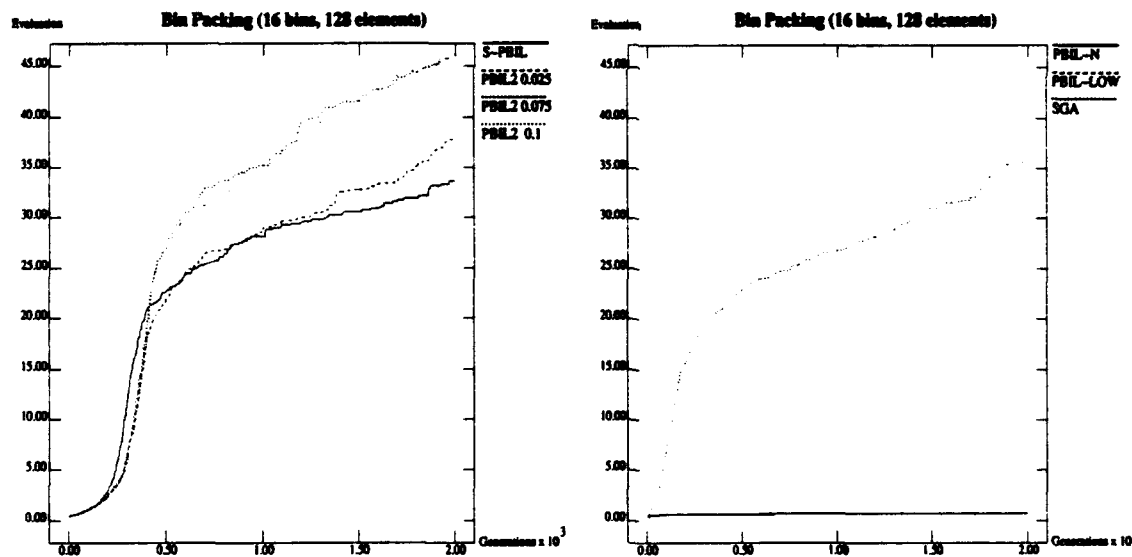 Evaluation
Bin Packing (16 bins, 128 elements)
S-PBIL
PBIL2 0.025
PBIL2 0.075
PBIL2 0.1
45.00
40.00
35.00
30.00
25.00
20.00
15.00
10.00
5.00
0.00
0.00
0.50
1.00
1.50
2.00
Generations x 10³
Evaluation
Bin Packing (16 bins, 128 elements)
PBIL-N
PBIL-LOW
SGA
45.00
40.00
35.00
30.00
25.00
20.00
15.00
10.00
5.00
0.00
0.00
0.50
1.00
1.50
2.00
Generations x 10